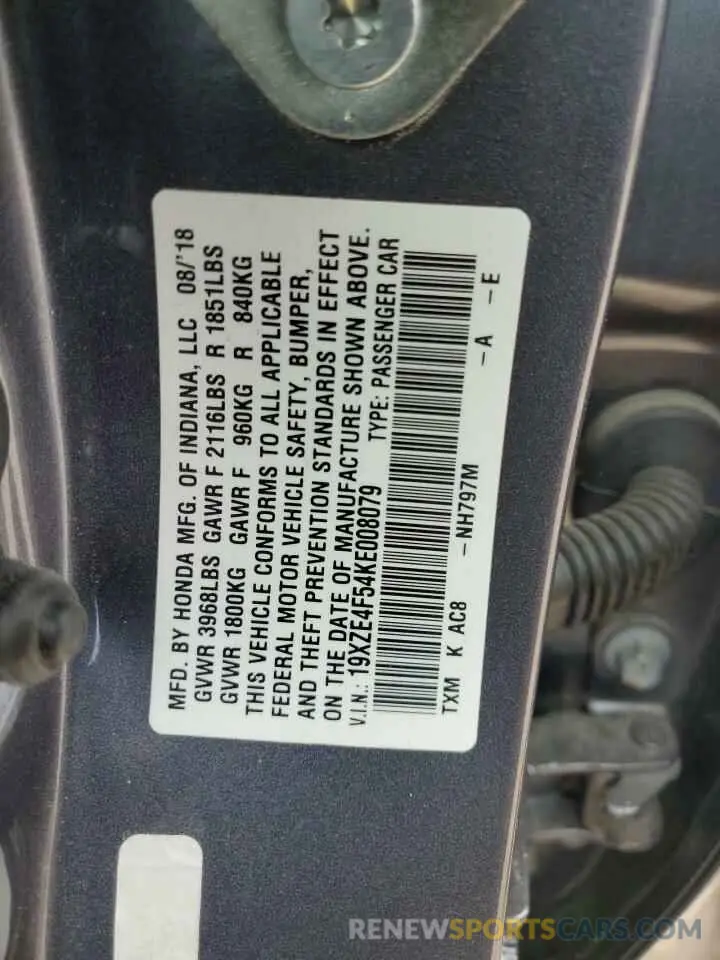 MFD. BY HONDA MFG. OF INDIANA, LLC 08/'18
GVWR 3968LBS GAWR F 2116LBS R 1851LBS
GVWR 1800KG GAWR F 960KG R 840KG
THIS VEHICLE CONFORMS TO ALL APPLICABLE
FEDERAL MOTOR VEHICLE SAFETY, BUMPER,
AND THEFT PREVENTION STANDARDS IN EFFECT
ON THE DATE OF MANUFACTURE SHOWN ABOVE.
V.I.N.: 19XZE4F54KE008079 TYPE: PASSENGER CAR
TXM K AC8 -NH797M -A -E
RENEWSPORTSCARS.COM